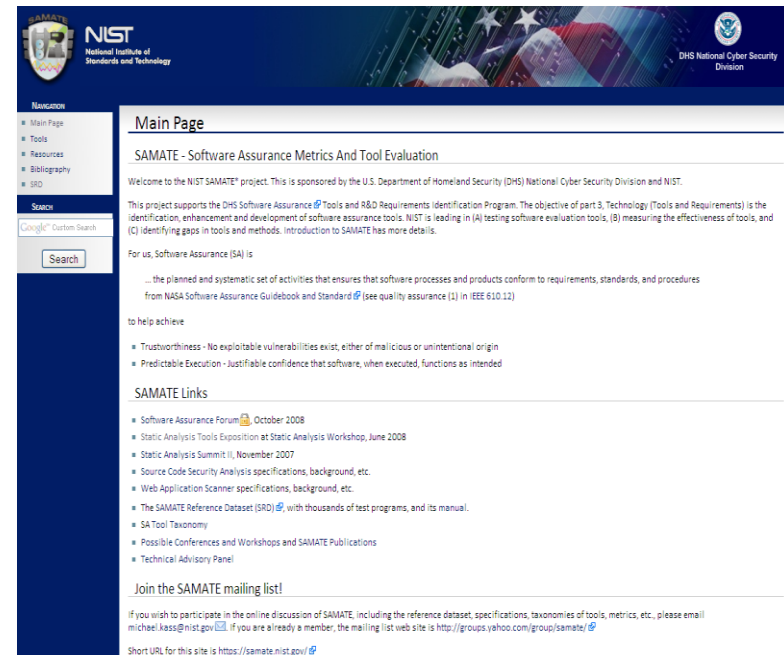 SAMATE
NIST
National Institute of
Standards and Technology
DHS National Cyber Security
Division
Navigation
Main Page
Tools
Resources
Bibliography
SRD
Search
Google™ Custom Search
Search
Main Page
SAMATE - Software Assurance Metrics And Tool Evaluation
Welcome to the NIST SAMATE® project. This is sponsored by the U.S. Department of Homeland Security (DHS) National Cyber Security Division and NIST.
This project supports the DHS Software Assurance Tools and R&D Requirements Identification Program. The objective of part 3, Technology (Tools and Requirements) is the
identification, enhancement and development of software assurance tools. NIST is leading in (A) testing software evaluation tools, (B) measuring the effectiveness of tools, and
(C) identifying gaps in tools and methods. Introduction to SAMATE has more details.
For us, Software Assurance (SA) is
... the planned and systematic set of activities that ensures that software processes and products conform to requirements, standards, and procedures
from NASA Software Assurance Guidebook and Standard (see quality assurance (1) in IEEE 610.12)
to help achieve
Trustworthiness - No exploitable vulnerabilities exist, either of malicious or unintentional origin
Predictable Execution - Justifiable confidence that software, when executed, functions as intended
SAMATE Links
Software Assurance Forum, October 2008
Static Analysis Tools Exposition at Static Analysis Workshop, June 2008
Static Analysis Summit II, November 2007
Source Code Security Analysis specifications, background, etc.
Web Application Scanner specifications, background, etc.
The SAMATE Reference Dataset (SRD), with thousands of test programs, and its manual.
SA Tool Taxonomy
Possible Conferences and Workshops and SAMATE Publications
Technical Advisory Panel
Join the SAMATE mailing list!
If you wish to participate in the online discussion of SAMATE, including the reference dataset, specifications, taxonomies of tools, metrics, etc., please email
michael.kass@nist.gov. If you are already a member, the mailing list web site is http://groups.yahoo.com/group/samate/
Short URL for this site is https://samate.nist.gov/